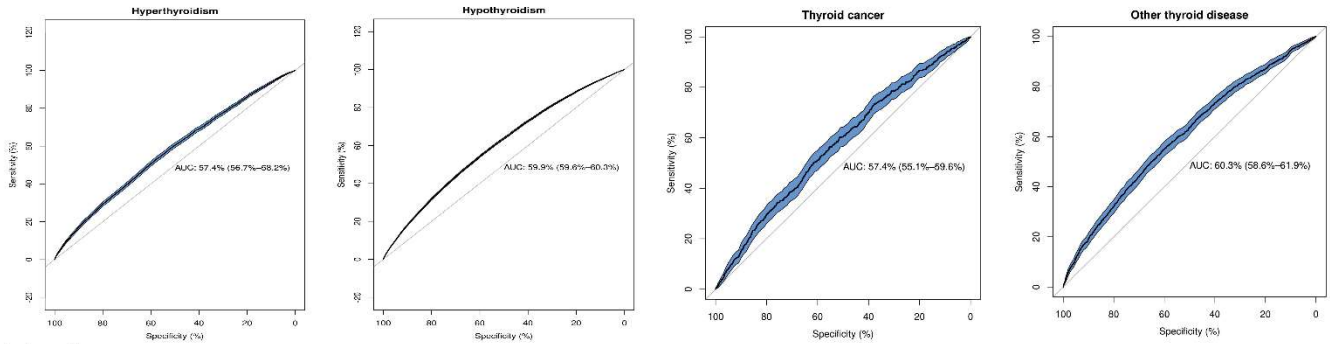 Hyperthyroidism
Sensitivity (%)
120
100
80
60
40
20
0
-20
AUC: 57.4% (56.7%–58.2%)
100 80 60 40 20 0
Specificity (%)
Hypothyroidism
Sensitivity (%)
120
100
80
60
40
20
0
-20
AUC: 59.9% (59.6%–60.3%)
100 80 60 40 20 0
Specificity (%)
Thyroid cancer
Sensitivity (%)
100
80
60
40
20
0
AUC: 57.4% (55.1%–59.6%)
100 80 60 40 20 0
Specificity (%)
Other thyroid disease
Sensitivity (%)
100
80
60
40
20
0
AUC: 60.3% (58.6%–61.9%)
100 80 60 40 20 0
Specificity (%)